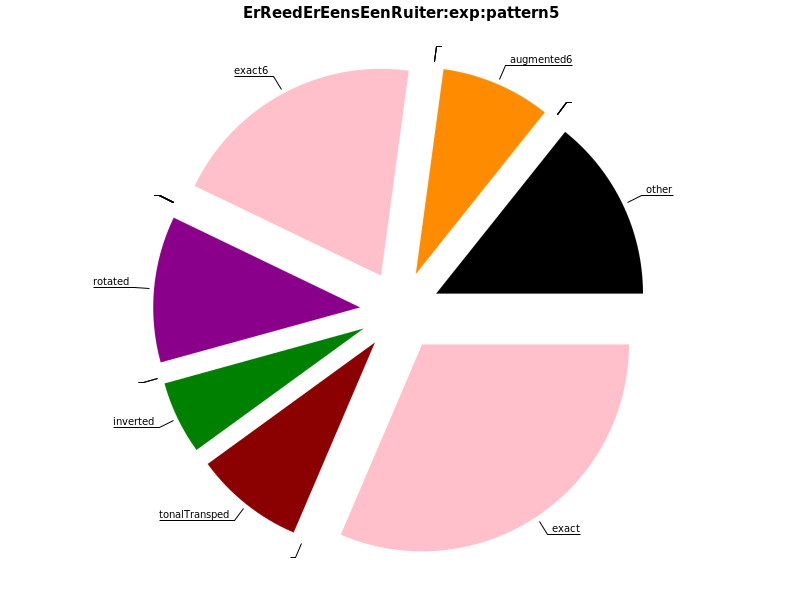 ErReedErEensEenRuiter:exp:pattern5
augmented6
exact6
other
rotated
inverted
tonalTransped
exact